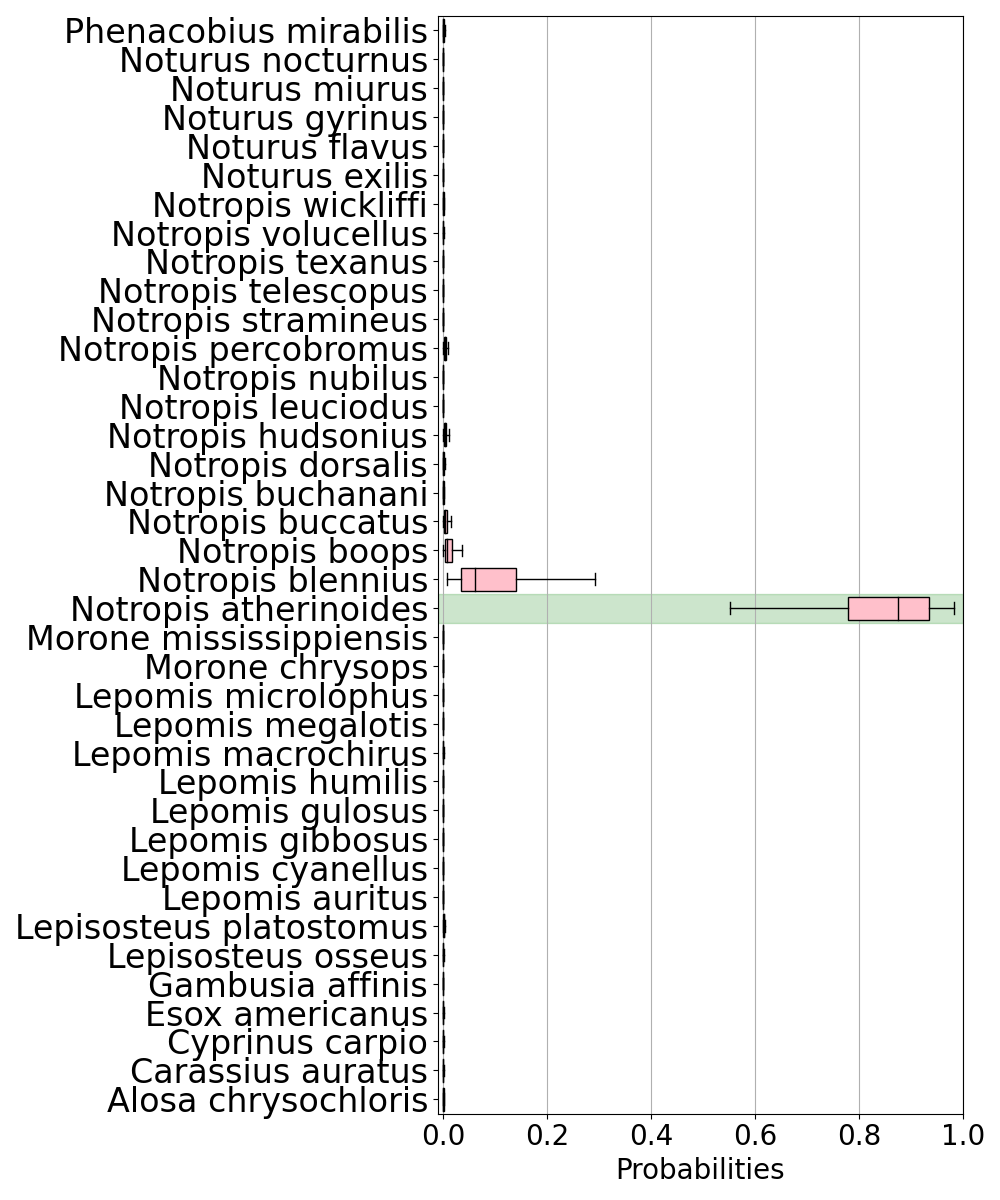 Phenacobius mirabilis
Noturus nocturnus
Noturus miurus
Noturus gyrinus
Noturus flavus
Noturus exilis
Notropis wickliffi
Notropis volucellus
Notropis texanus
Notropis telescopus
Notropis stramineus
Notropis percobromus
Notropis nubilus
Notropis leuciodus
Notropis hudsonius
Notropis dorsalis
Notropis buchanani
Notropis buccatus
Notropis boops
Notropis blennius
Notropis atherinoides
Morone mississippiensis
Morone chrysops
Lepomis microlophus
Lepomis megalotis
Lepomis macrochirus
Lepomis humilis
Lepomis gulosus
Lepomis gibbosus
Lepomis cyanellus
Lepomis auritus
Lepisosteus platostomus
Lepisosteus osseus
Gambusia affinis
Esox americanus
Cyprinus carpio
Carassius auratus
Alosa chrysochloris
0.0 0.2 0.4 0.6 0.8 1.0
Probabilities